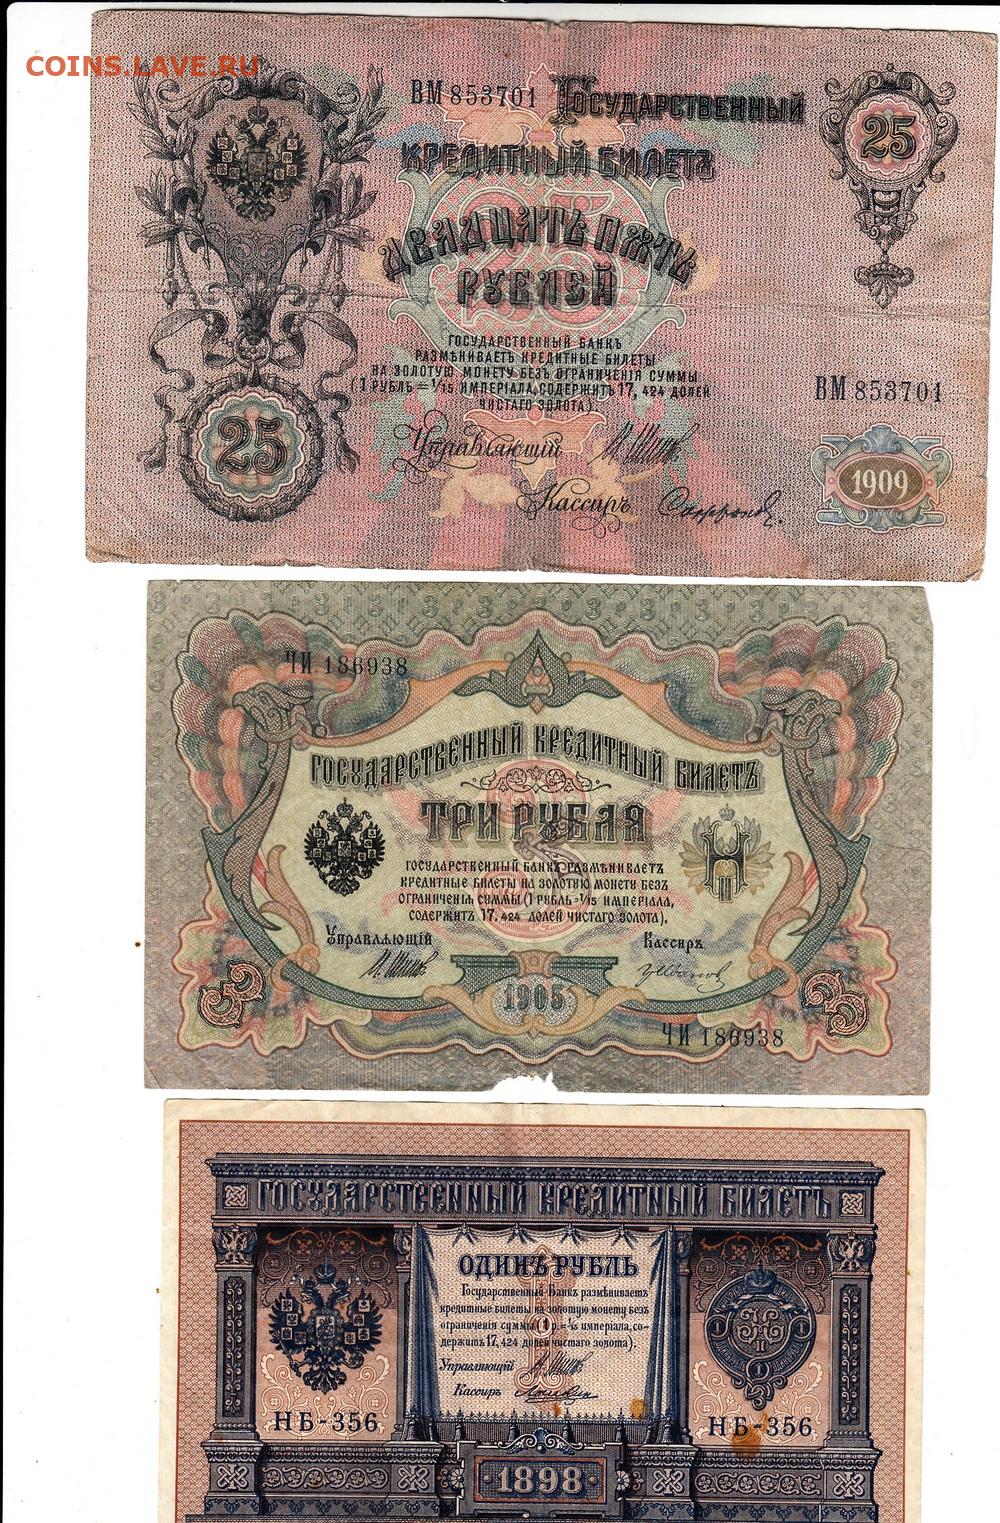 COINS.LAVE.RU
ВМ 853701 Государственный
25
Кредитный билетъ
Двадцать пять
рублей
Государственный банкъ
размѣниваетъ кредитные билеты
на золотую монету безъ ограниченія суммы
(1 рубль = 1/15 имперіала, содержитъ 17,424 долей
чистаго золота).
ВМ 853701
25
Управляющій И. Шипов
1909
Кассиръ
ЧИ 186938
Государственный кредитный билетъ
Три рубля
Государственный банкъ размѣниваетъ
кредитные билеты на золотую монету безъ
ограниченія суммы (1 рубль = 1/15 имперіала,
содержитъ 17,424 долей чистаго золота).
Управляющій Кассиръ
И. Шипов
3 1905 3
ЧИ 186938
Государственный кредитный билетъ
ОДИНЪ РУБЛЬ
Государственный Банкъ размѣниваетъ
кредитные билеты на золотую монету безъ
ограниченія суммы (1 р. = 1/15 имперіала, со-
держитъ 17,424 долей чистаго золота).
Управляющій И. Шипов
Кассиръ
НБ-356 НБ-356
1898